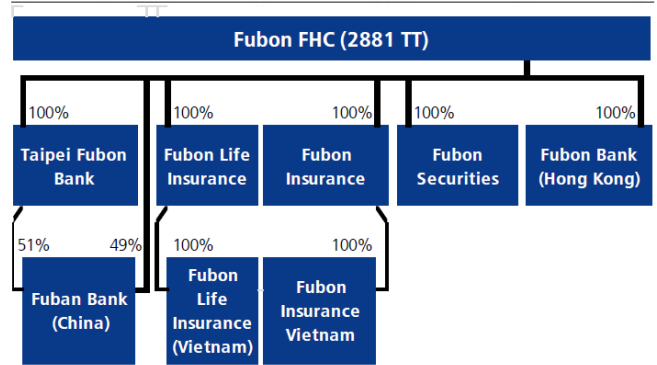 Fubon FHC (2881 TT)
100%
100%
100%
100%
100%
Taipei Fubon
Bank
Fubon Life
Insurance
Fubon
Insurance
Fubon
Securities
Fubon Bank
(Hong Kong)
51%
49%
100%
100%
Fuban Bank
(China)
Fubon
Life
Insurance
(Vietnam)
Fubon
Insurance
Vietnam